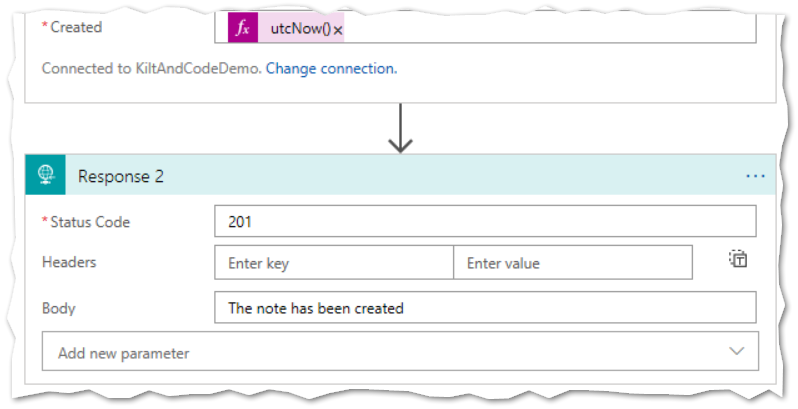 * Created fx utcNow() ×
Connected to KiltAndCodeDemo. Change connection.
Response 2 ...
* Status Code 201
Headers Enter key Enter value T
Body The note has been created
Add new parameter